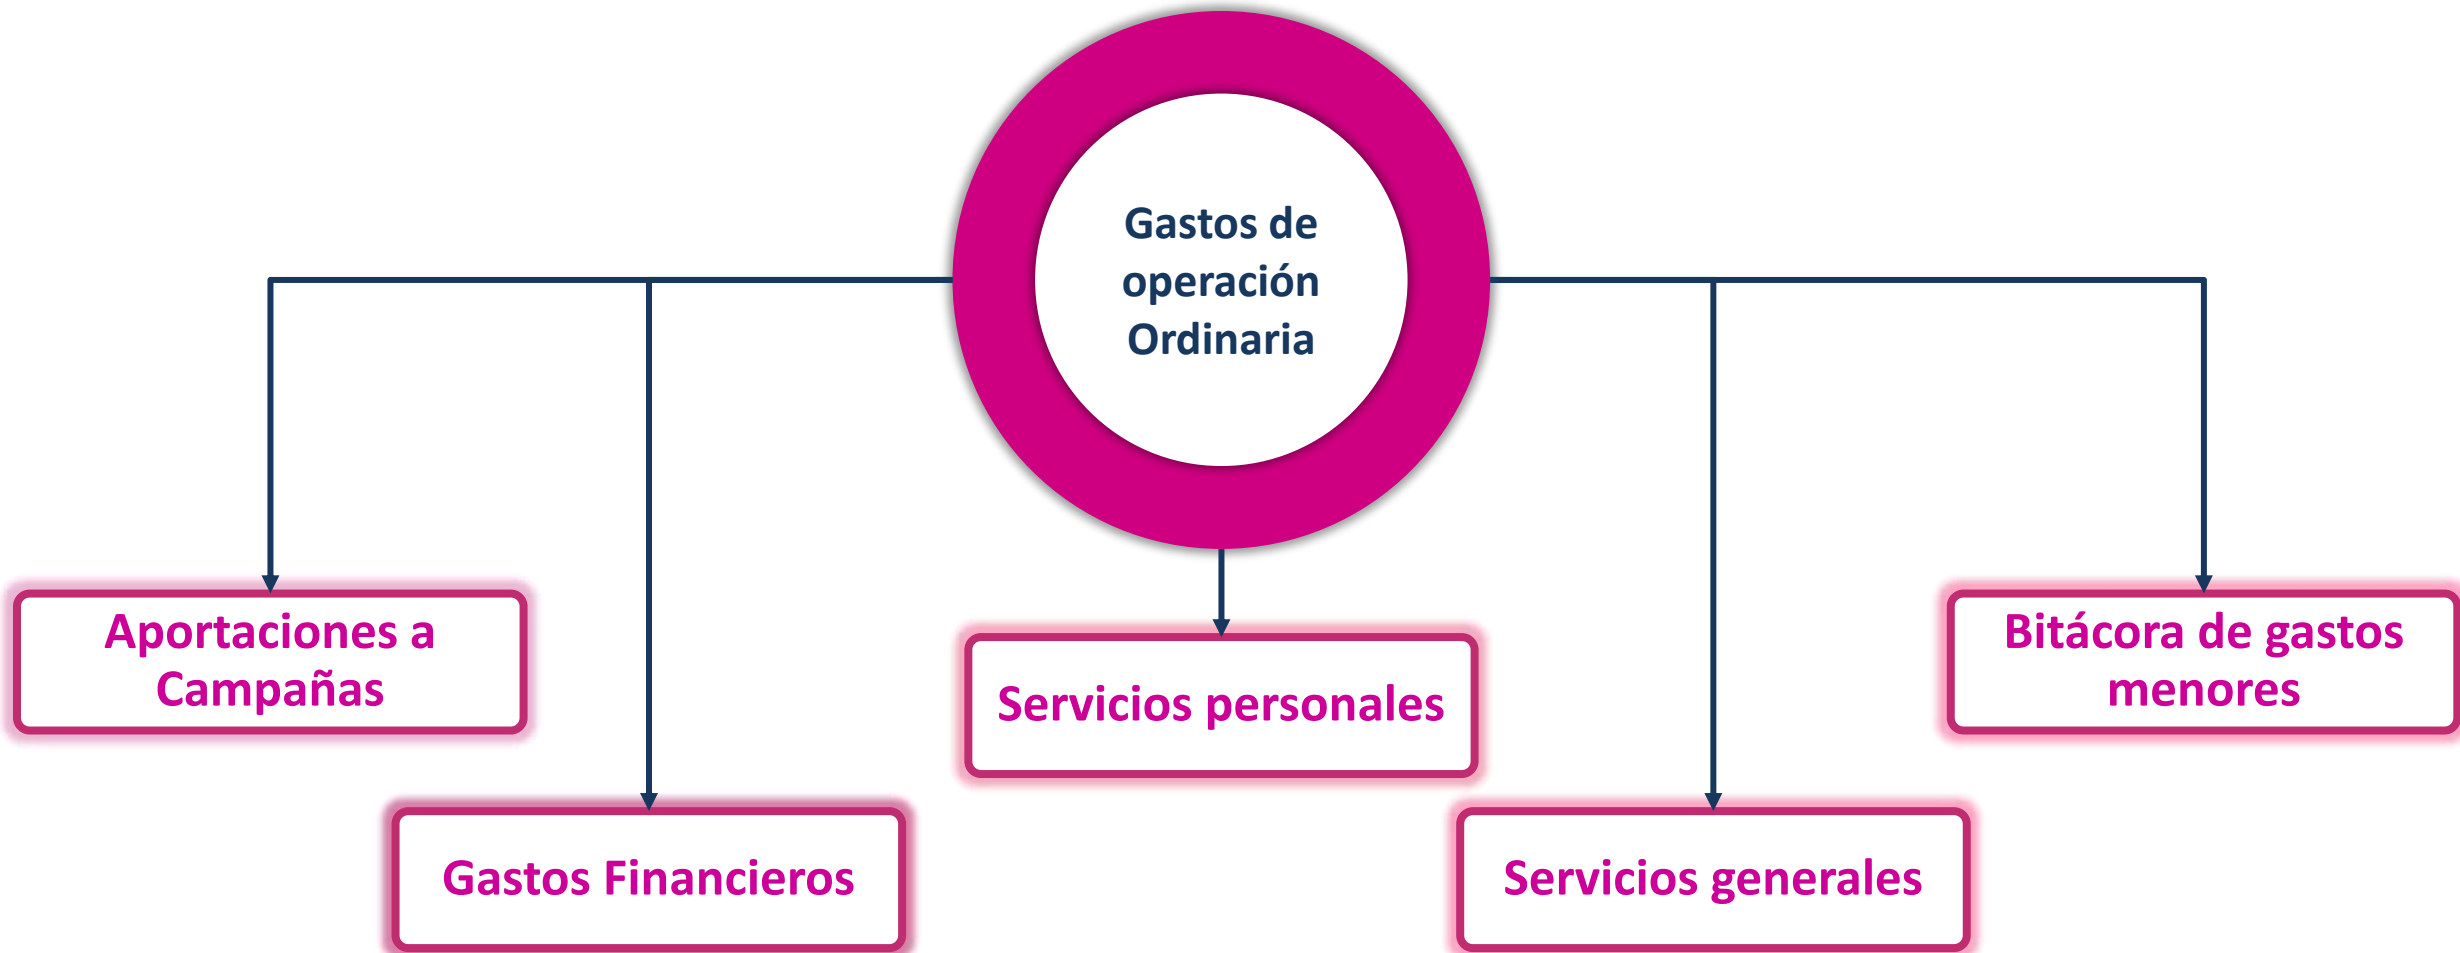 Gastos de
operación
Ordinaria
Aportaciones a
Campañas
Gastos Financieros
Servicios personales
Servicios generales
Bitácora de gastos
menores